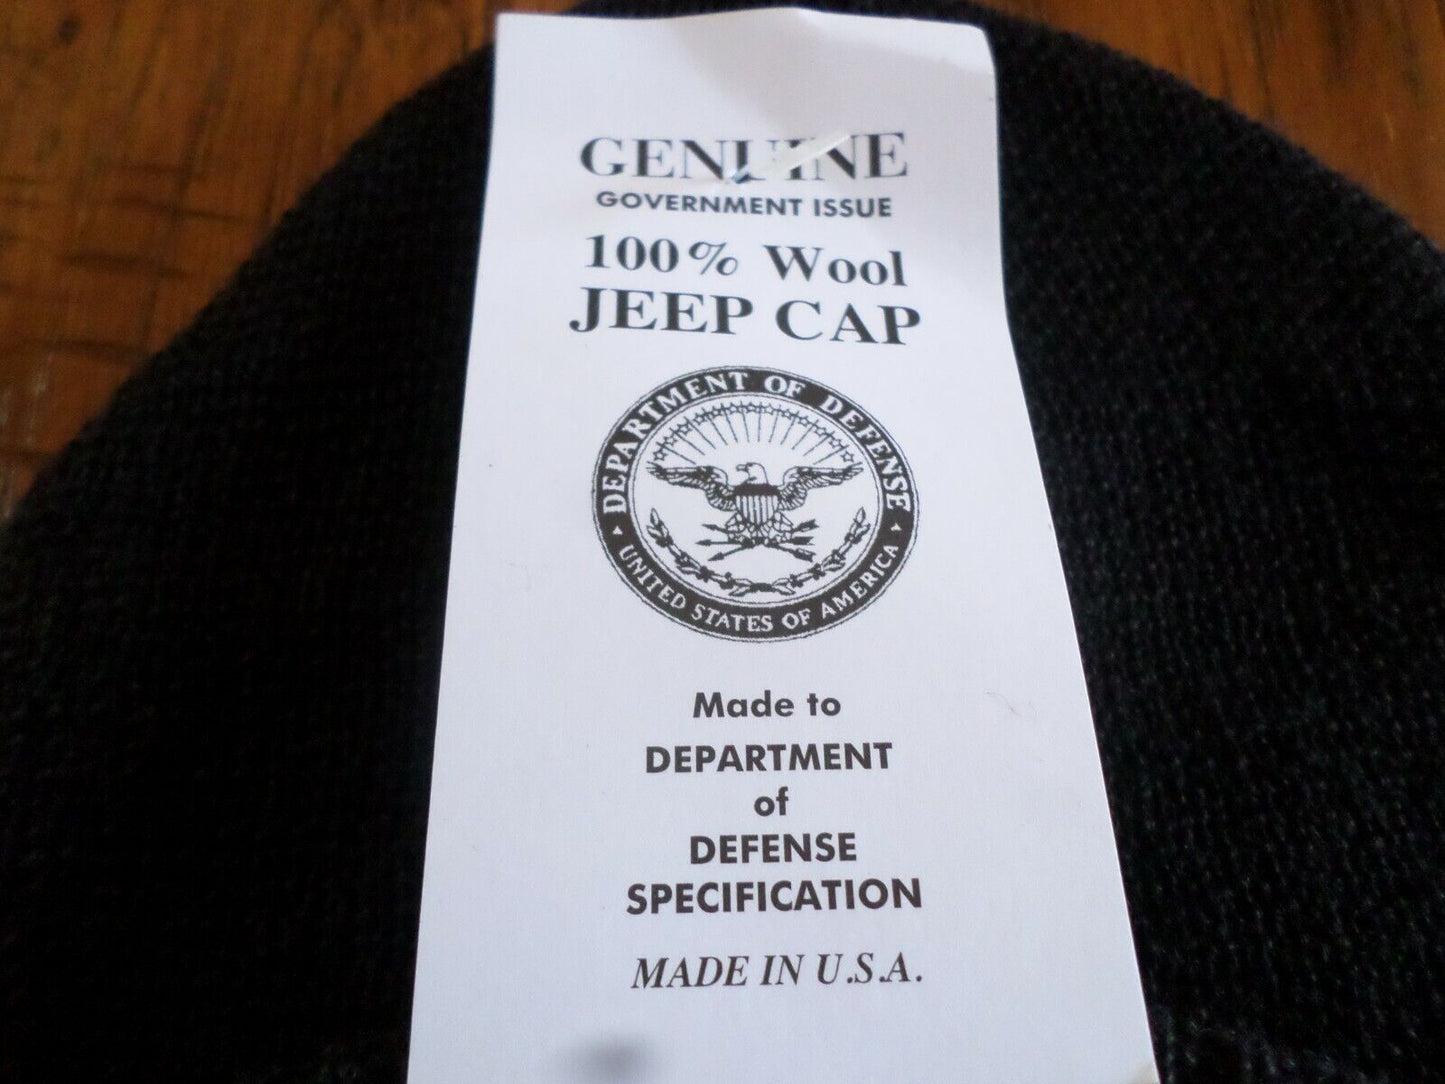 GENUINE
GOVERNMENT ISSUE
100% Wool
JEEP CAP
DEPARTMENT OF DEFENSE
UNITED STATES OF AMERICA
Made to
DEPARTMENT
of
DEFENSE
SPECIFICATION
MADE IN U.S.A.